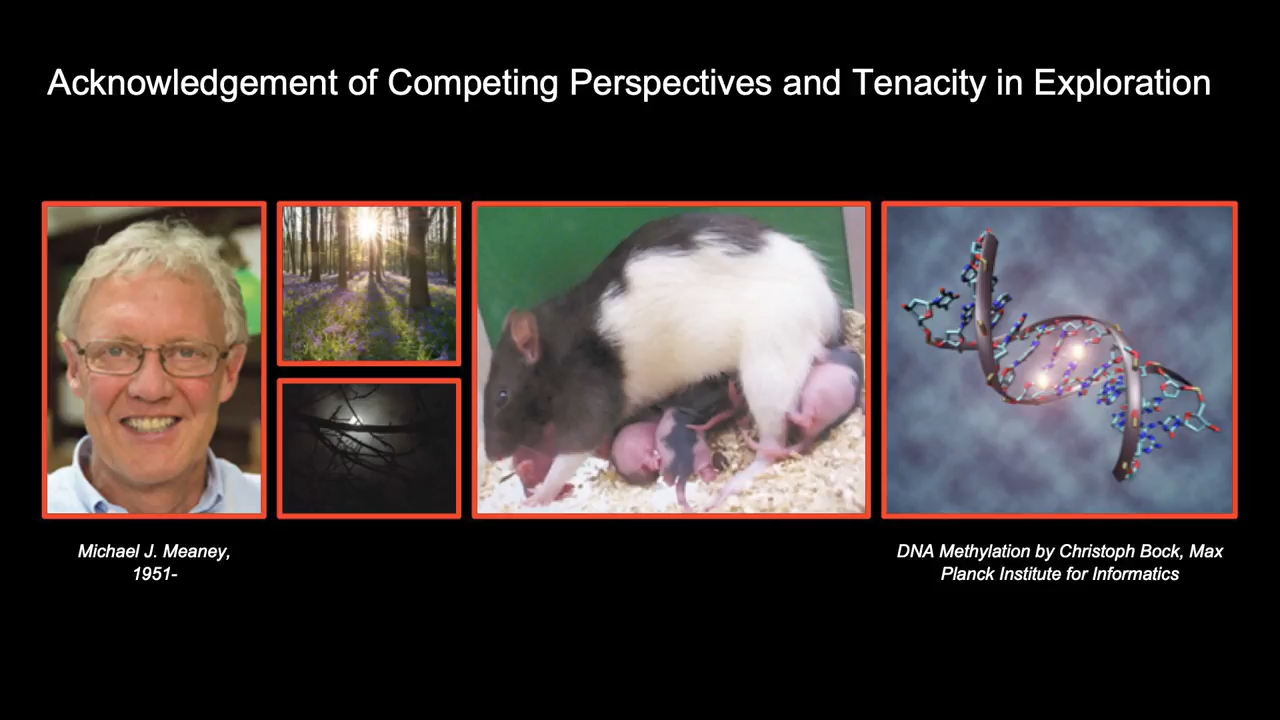 Acknowledgement of Competing Perspectives and Tenacity in Exploration
Michael J. Meaney,
1951-
DNA Methylation by Christoph Bock, Max
Planck Institute for Informatics